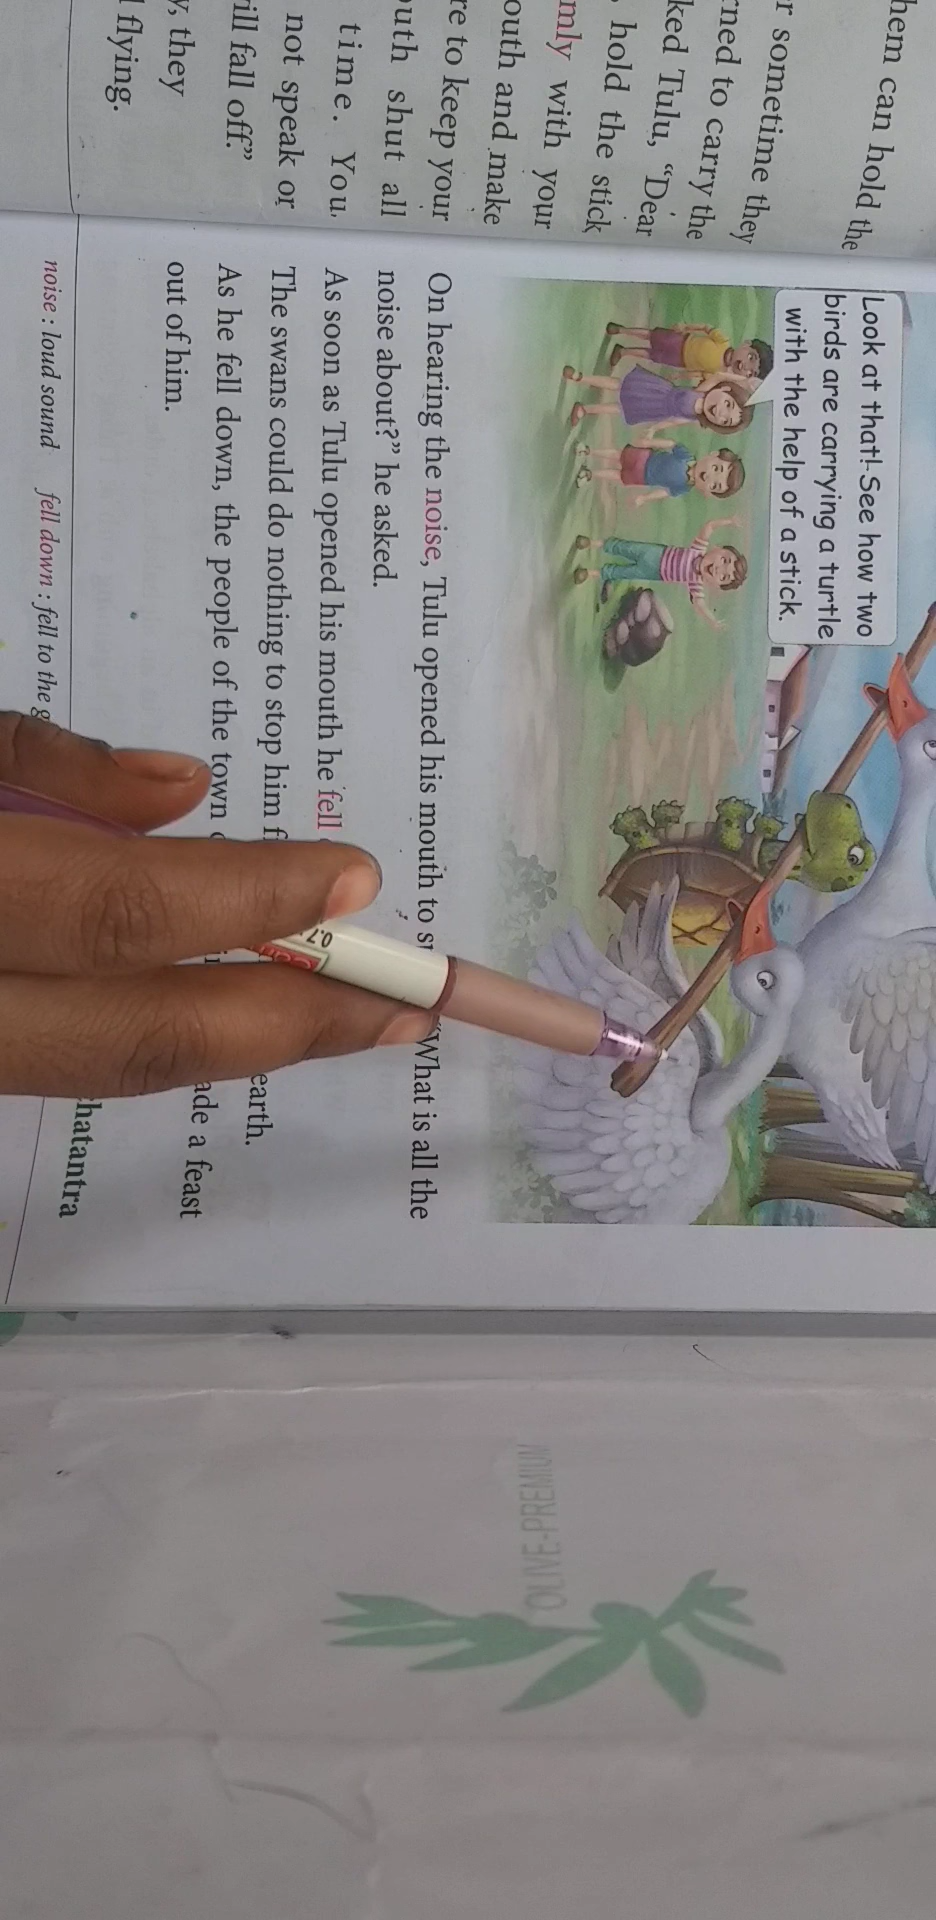 hem can hold the
r sometime they
rned to carry the
ked Tulu, “Dear
hold the stick
mly with your
outh and make
re to keep your
outh shut all
time. You
not speak or
ill fall off.”
y, they
l flying.
Look at that!-See how two
birds are carrying a turtle
with the help of a stick.
On hearing the noise, Tulu opened his mouth to “What is all the
noise about?” he asked.
As soon as Tulu opened his mouth he fell
The swans could do nothing to stop him f earth.
As he fell down, the people of the town ade a feast
out of him.
hatantra
noise : loud sound fell down : fell to the g
0.7
OLIVE-PREMIUM